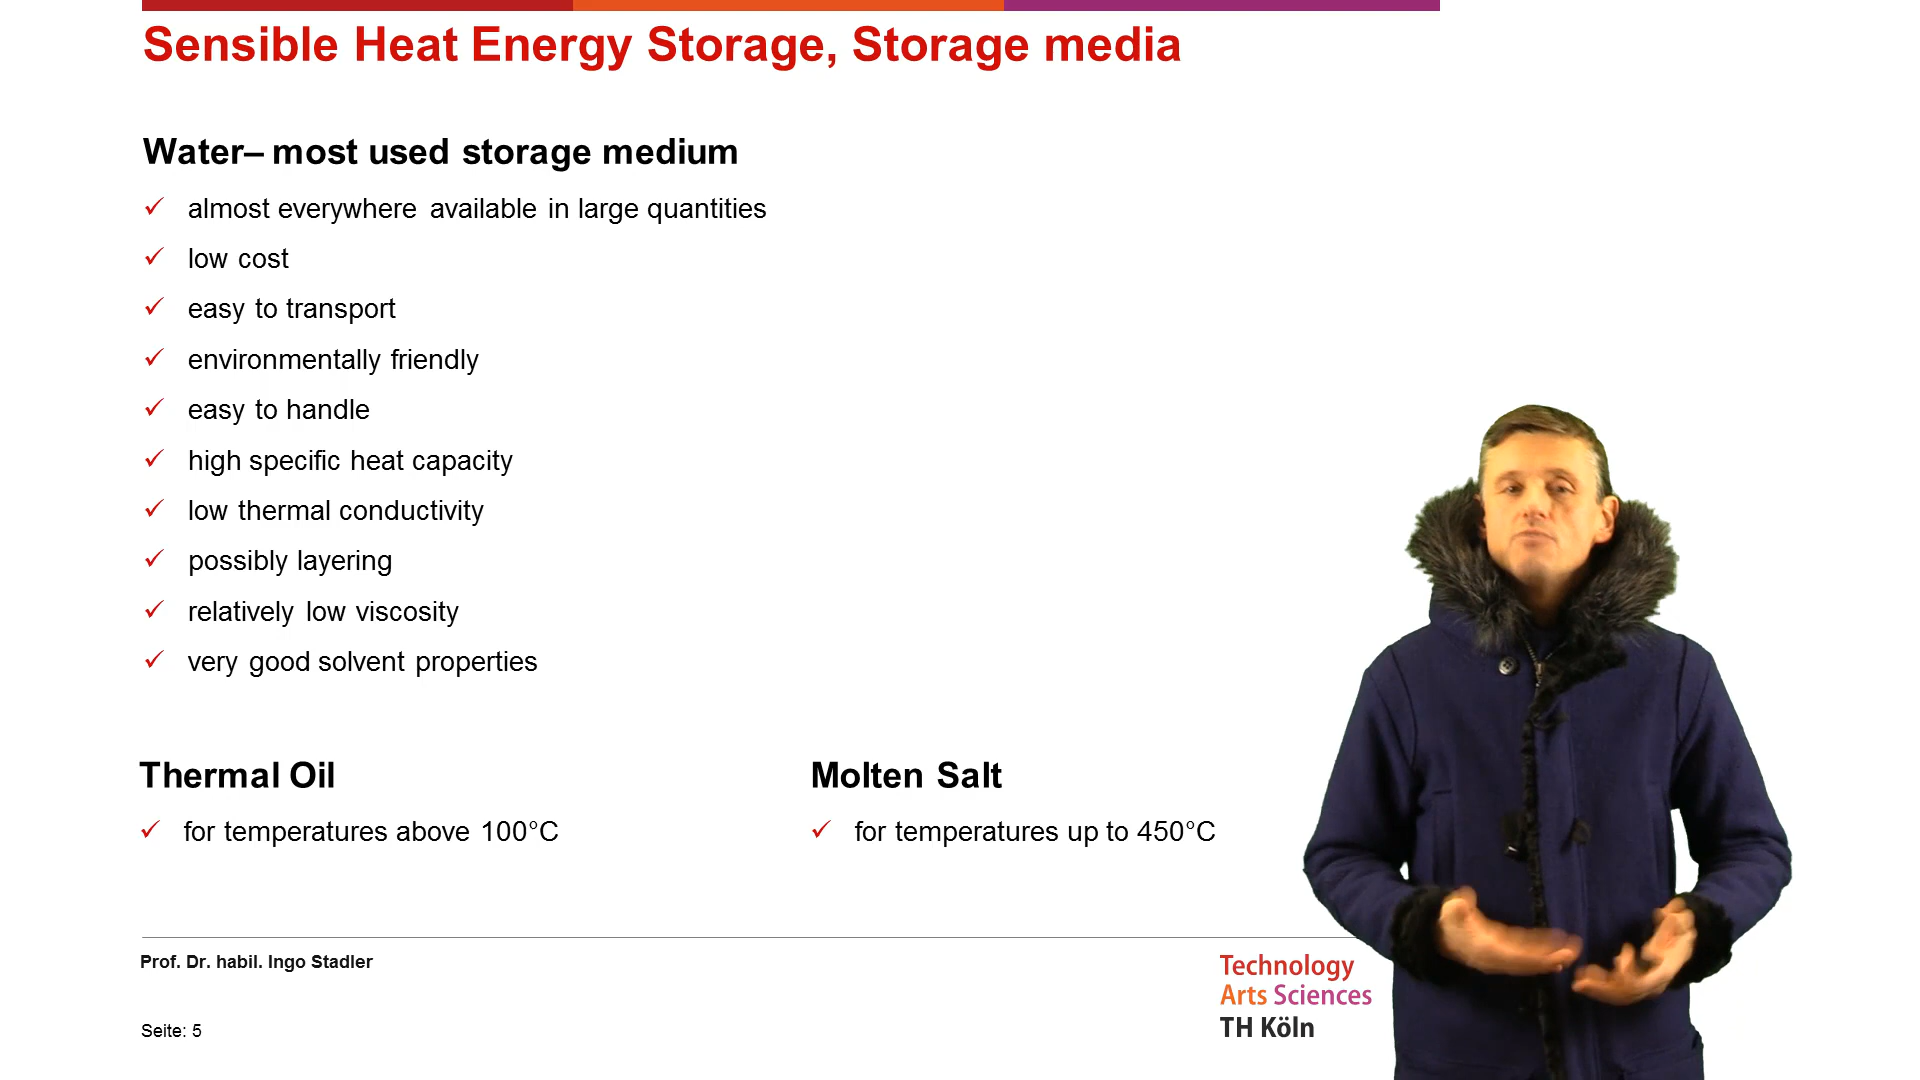 Sensible Heat Energy Storage, Storage media
Water– most used storage medium
almost everywhere available in large quantities
low cost
easy to transport
environmentally friendly
easy to handle
high specific heat capacity
low thermal conductivity
possibly layering
relatively low viscosity
very good solvent properties
Thermal Oil
for temperatures above 100°C
Molten Salt
for temperatures up to 450°C
Prof. Dr. habil. Ingo Stadler
Seite: 5
Technology
Arts Sciences
TH Köln